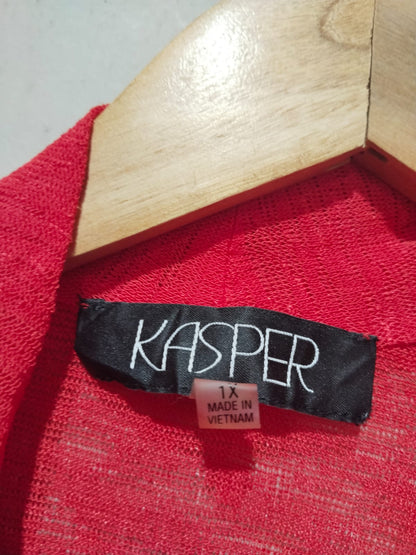 KASPER
1X
MADE IN
VIETNAM